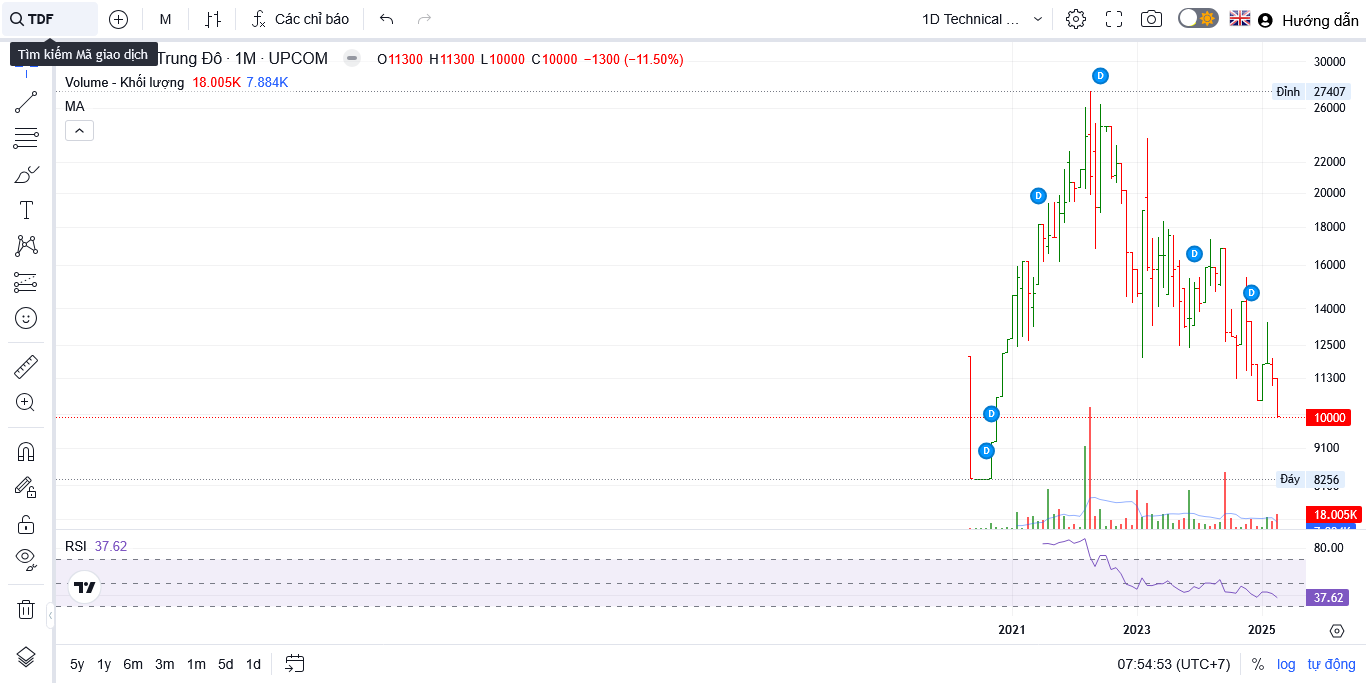 TDF
M
Các chỉ báo
1D Technical ...
Hướng dẫn
Tìm kiếm Mã giao dịch
Trung Đô · 1M · UPCOM
O11300 H11300 L10000 C10000 −1300 (−11.50%)
Volume - Khối lượng 18.005K 7.884K
MA
30000
Đỉnh 27407
26000
22000
20000
18000
16000
14000
12500
11300
10000
9100
Đáy 8256
18.005K
D
D
D
D
D
D
RSI 37.62
80.00
37.62
2021
2023
2025
5y 1y 6m 3m 1m 5d 1d
07:54:53 (UTC+7)
% log tự động